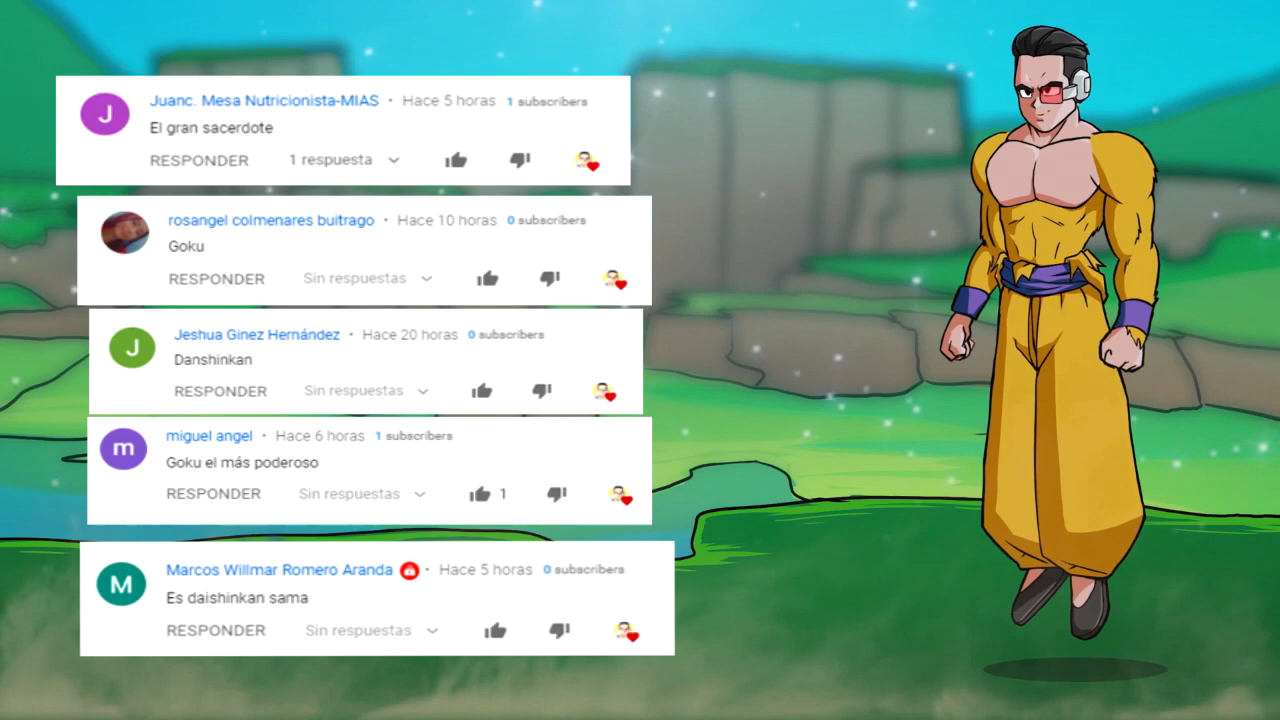 J
Juanc. Mesa Nutricionista-MIAS · Hace 5 horas 1 subscribers
El gran sacerdote
RESPONDER 1 respuesta
rosangel colmenares buitrago · Hace 10 horas 0 subscribers
Goku
RESPONDER Sin respuestas
J
Jeshua Ginez Hernández · Hace 20 horas 0 subscribers
Danshinkan
RESPONDER Sin respuestas
m
miguel angel · Hace 6 horas 1 subscribers
Goku el más poderoso
RESPONDER Sin respuestas 1
M
Marcos Willmar Romero Aranda · Hace 5 horas 0 subscribers
Es daishinkan sama
RESPONDER Sin respuestas